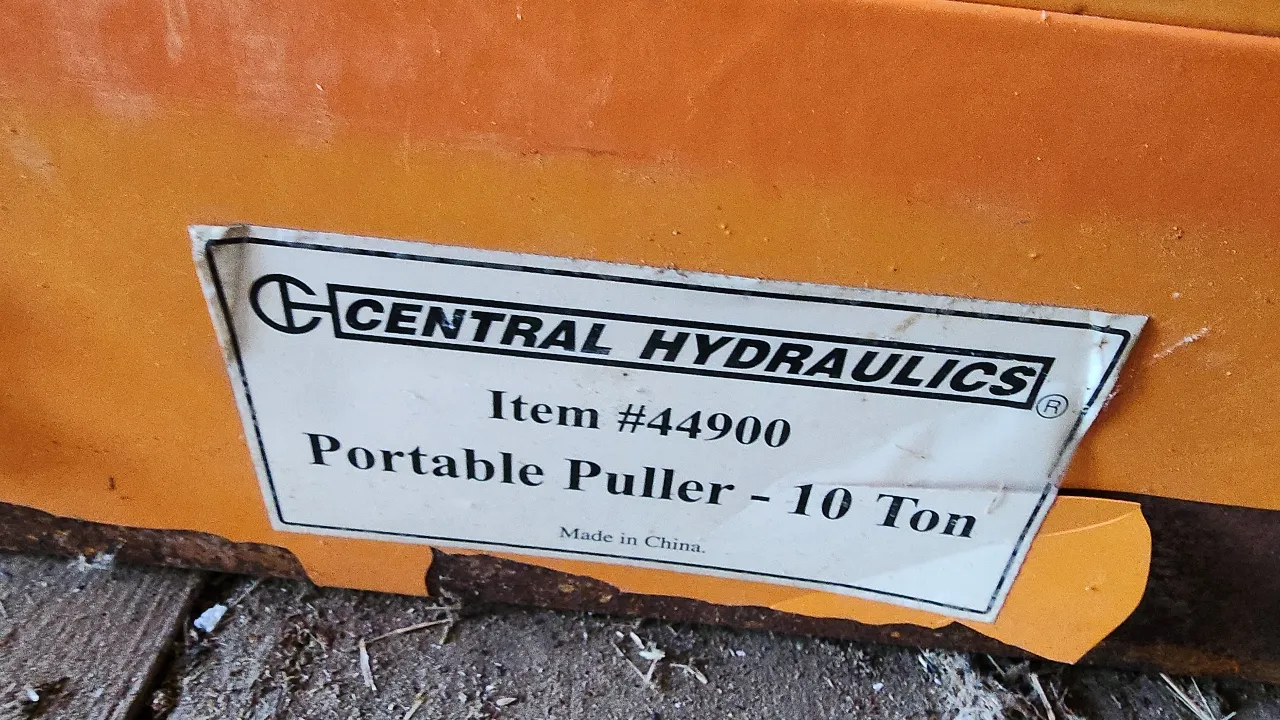 CENTRAL HYDRAULICS ®
Item #44900
Portable Puller - 10 Ton
Made in China.